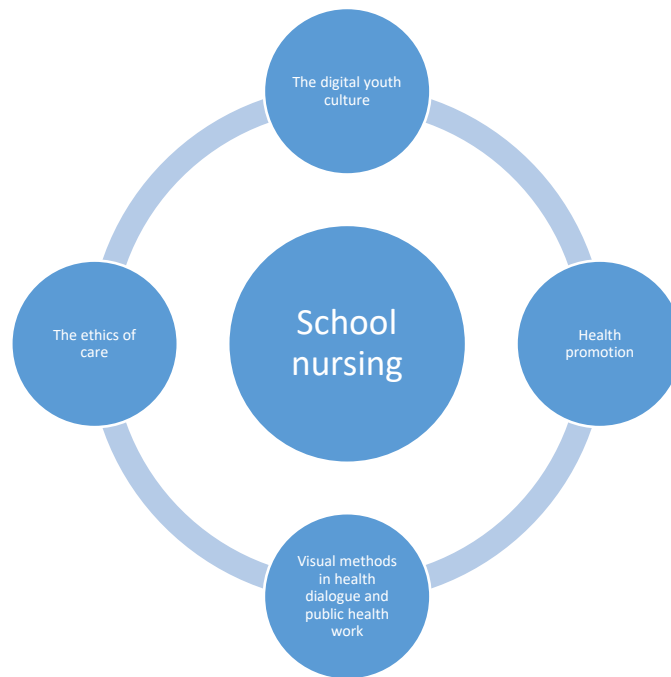 The digital youth
culture
The ethics of
care
School
nursing
Health
promotion
Visual methods
in health
dialogue and
public health
work